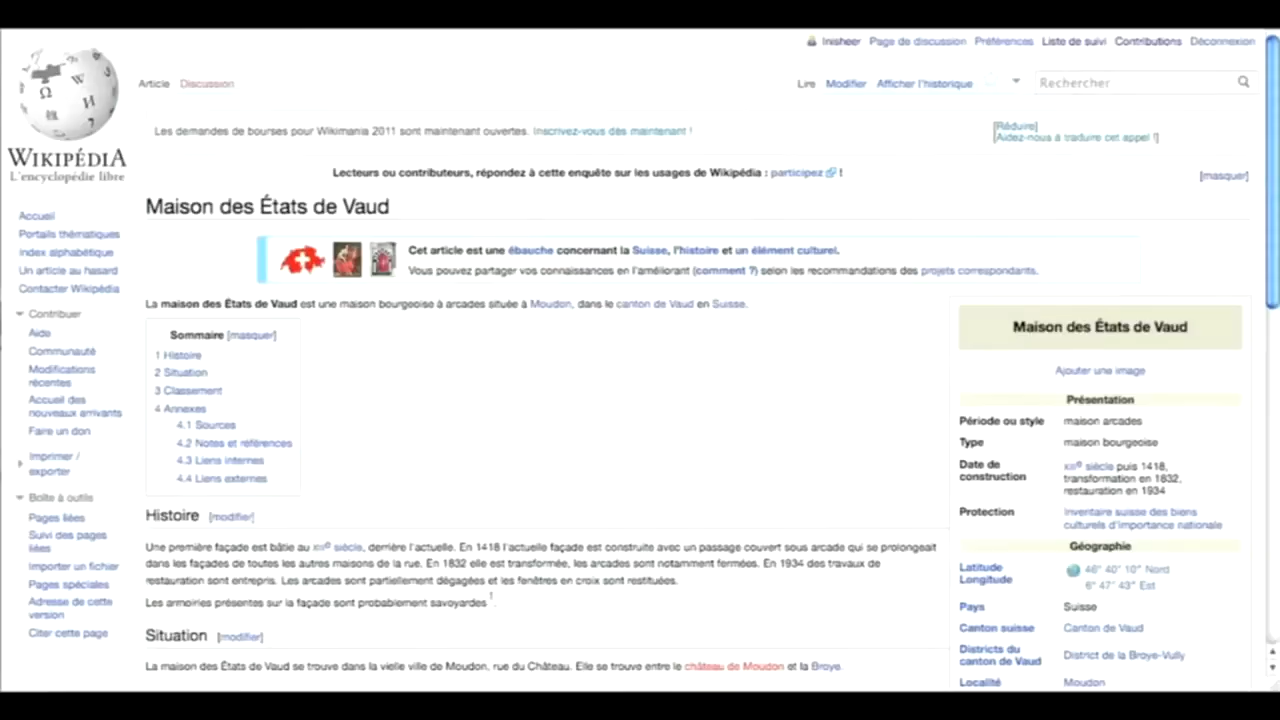 Inisheer Page de discussion Préférences Liste de suivi Contributions Déconnexion
Article Discussion Lire Modifier Afficher l'historique Rechercher
Les demandes de bourses pour Wikimania 2011 sont maintenant ouvertes. Inscrivez-vous dès maintenant !
[Réduire]
[Aidez-nous à traduire cet appel !]
WIKIPÉDIA
L'encyclopédie libre
Lecteurs ou contributeurs, répondez à cette enquête sur les usages de Wikipédia : participez !
[masquer]
Accueil
Portails thématiques
Index alphabétique
Un article au hasard
Contacter Wikipédia
Contribuer
Aide
Communauté
Modifications
récentes
Accueil des
nouveaux arrivants
Faire un don
Imprimer /
exporter
Boîte à outils
Pages liées
Suivi des pages
liées
Importer un fichier
Pages spéciales
Adresse de cette
version
Citer cette page
Maison des États de Vaud
Cet article est une ébauche concernant la Suisse, l'histoire et un élément culturel.
Vous pouvez partager vos connaissances en l'améliorant (comment ?) selon les recommandations des projets correspondants.
La maison des États de Vaud est une maison bourgeoise à arcades située à Moudon, dans le canton de Vaud en Suisse.
Sommaire [masquer]
1 Histoire
2 Situation
3 Classement
4 Annexes
4.1 Sources
4.2 Notes et références
4.3 Liens internes
4.4 Liens externes
Histoire [modifier]
Une première façade est bâtie au XIIe siècle, derrière l'actuelle. En 1418 l'actuelle façade est construite avec un passage couvert sous arcade qui se prolongeait
dans les façades de toutes les autres maisons de la rue. En 1832 elle est transformée, les arcades sont notamment fermées. En 1934 des travaux de
restauration sont entrepris. Les arcades sont partiellement dégagées et les fenêtres en croix sont restituées.
Les armoiries présentes sur la façade sont probablement savoyardes 1.
Situation [modifier]
La maison des États de Vaud se trouve dans la vielle ville de Moudon, rue du Château. Elle se trouve entre le château de Moudon et la Broye.
Maison des États de Vaud
Ajouter une image
Présentation
Période ou style maison arcades
Type maison bourgeoise
Date de
construction
XIIe siècle puis 1418,
transformation en 1832,
restauration en 1934
Protection Inventaire suisse des biens
culturels d'importance nationale
Géographie
Latitude 46° 40′ 10″ Nord
Longitude 6° 47′ 43″ Est
Pays Suisse
Canton suisse Canton de Vaud
Districts du
canton de Vaud
District de la Broye-Vully
Localité Moudon